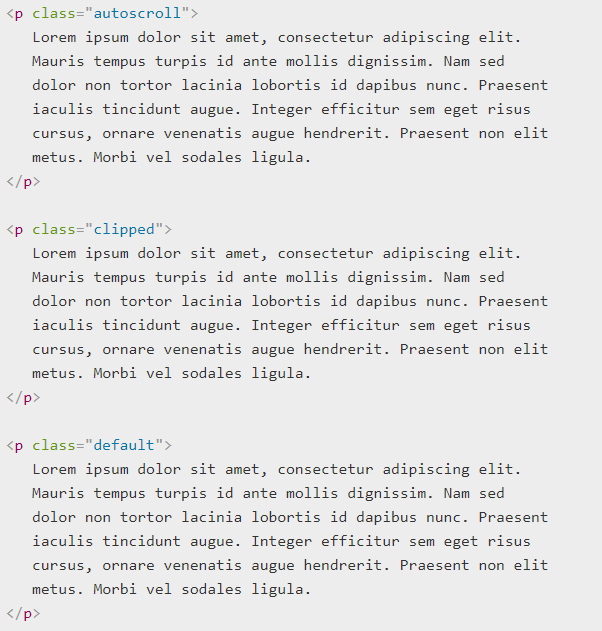 <p class="autoscroll">
Lorem ipsum dolor sit amet, consectetur adipiscing elit.
Mauris tempus turpis id ante mollis dignissim. Nam sed
dolor non tortor lacinia lobortis id dapibus nunc. Praesent
iaculis tincidunt augue. Integer efficitur sem eget risus
cursus, ornare venenatis augue hendrerit. Praesent non elit
metus. Morbi vel sodales ligula.
</p>
<p class="clipped">
Lorem ipsum dolor sit amet, consectetur adipiscing elit.
Mauris tempus turpis id ante mollis dignissim. Nam sed
dolor non tortor lacinia lobortis id dapibus nunc. Praesent
iaculis tincidunt augue. Integer efficitur sem eget risus
cursus, ornare venenatis augue hendrerit. Praesent non elit
metus. Morbi vel sodales ligula.
</p>
<p class="default">
Lorem ipsum dolor sit amet, consectetur adipiscing elit.
Mauris tempus turpis id ante mollis dignissim. Nam sed
dolor non tortor lacinia lobortis id dapibus nunc. Praesent
iaculis tincidunt augue. Integer efficitur sem eget risus
cursus, ornare venenatis augue hendrerit. Praesent non elit
metus. Morbi vel sodales ligula.
</p>